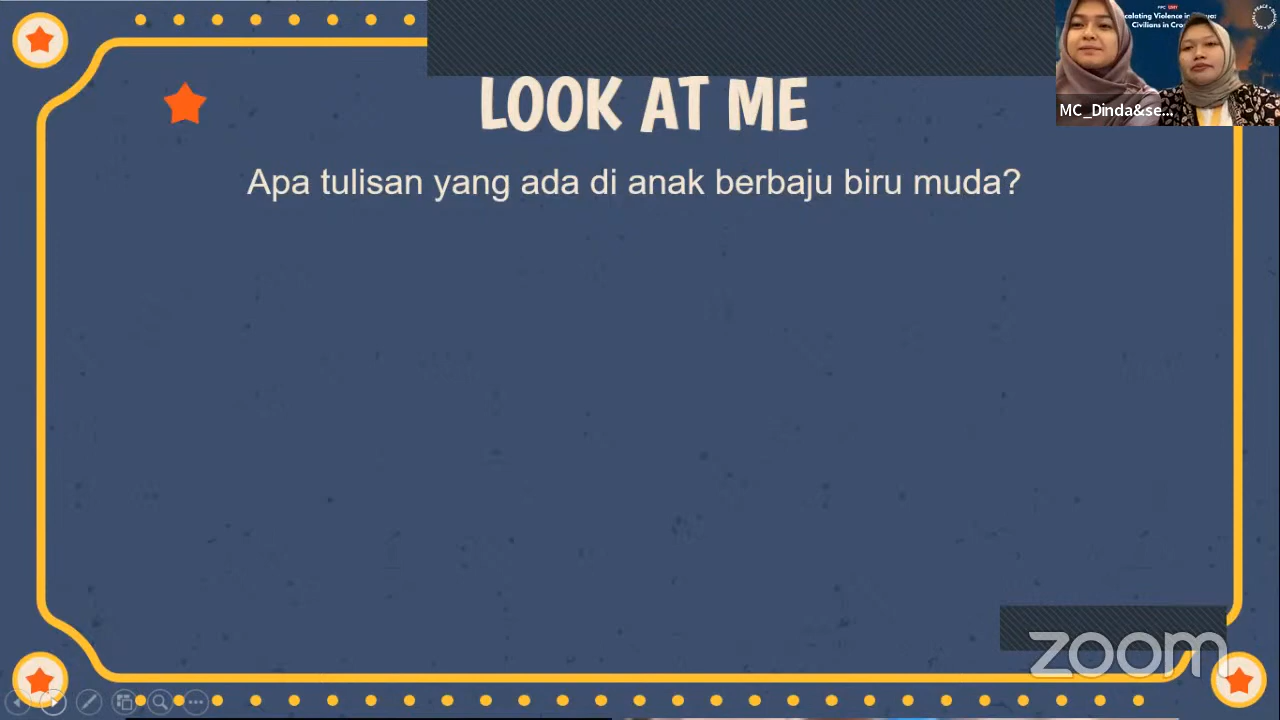 LOOK AT ME
Apa tulisan yang ada di anak berbaju biru muda?
MC_Dinda&se...
zoom